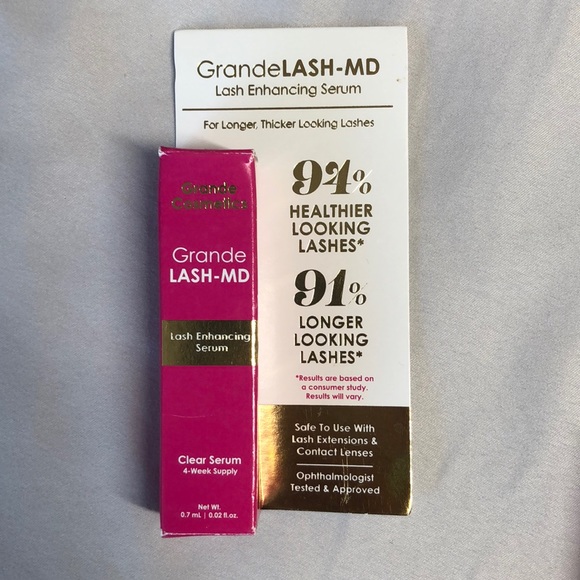 GrandeLASH-MD
Lash Enhancing Serum
For Longer, Thicker Looking Lashes
94%
HEALTHIER
LOOKING
LASHES*
91%
LONGER
LOOKING
LASHES*
*Results are based on
a consumer study.
Results will vary.
Safe To Use With
Lash Extensions &
Contact Lenses
Ophthalmologist
Tested & Approved
Grande
Cosmetics
Grande
LASH-MD
Lash Enhancing
Serum
Clear Serum
4-Week Supply
Net Wt.
0.7 mL | 0.02 fl.oz.